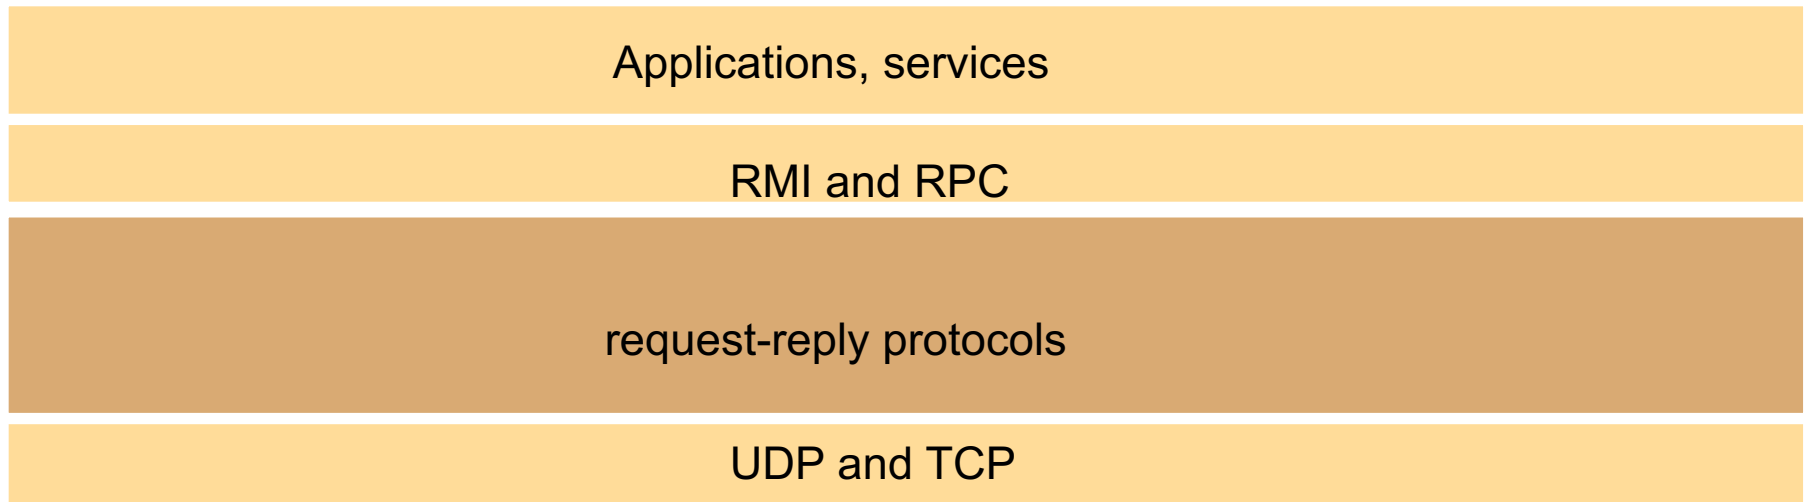 Applications, services
RMI and RPC
request-reply protocols
UDP and TCP